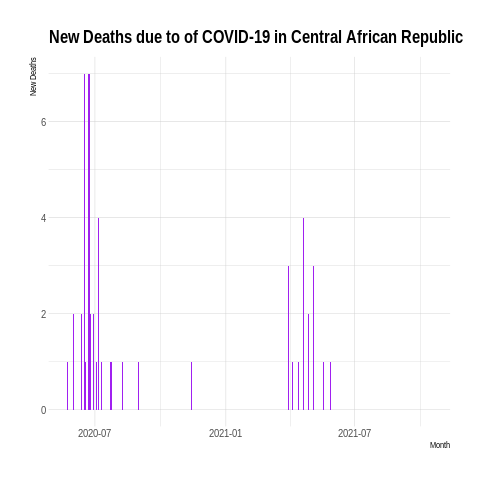 New Deaths due to of COVID-19 in Central African Republic
New Deaths
6
4
2
0
2020-07
2021-01
2021-07
Month